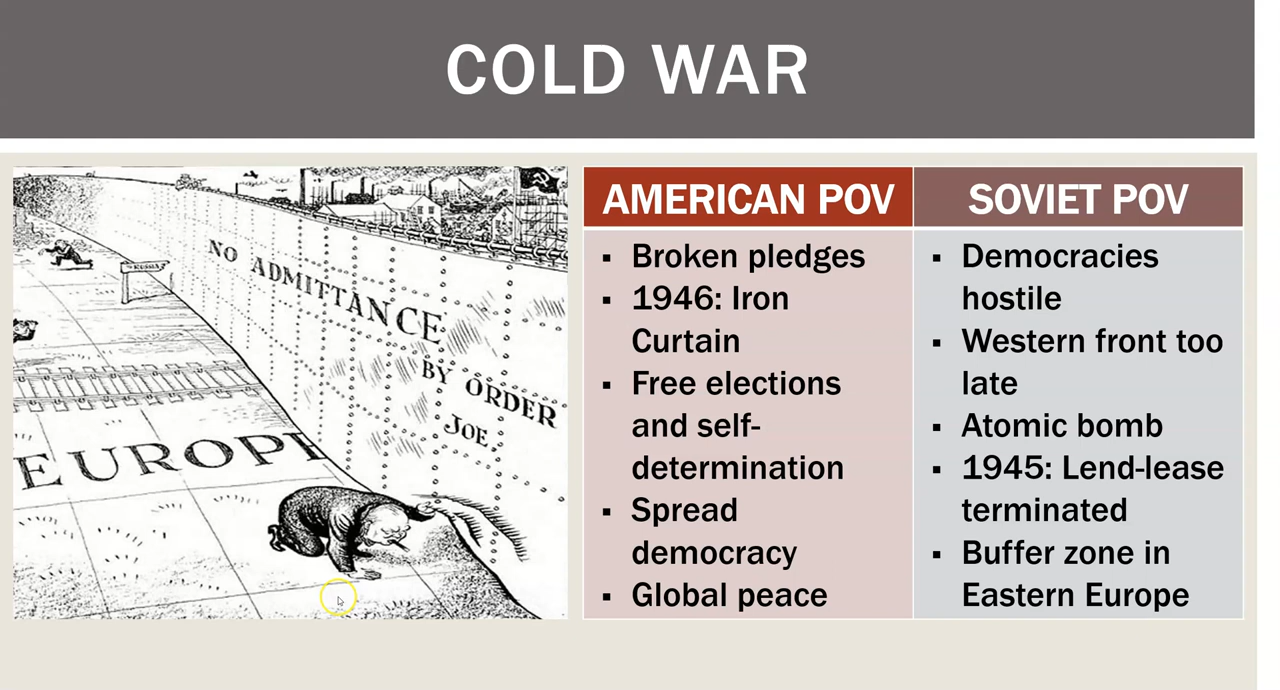 COLD WAR
NO ADMITTANCE
BY ORDER
JOE
RUSSIA
EUROPE
AMERICAN POV
▪ Broken pledges
▪ 1946: Iron
Curtain
▪ Free elections
and self-
determination
▪ Spread
democracy
▪ Global peace
SOVIET POV
▪ Democracies
hostile
▪ Western front too
late
▪ Atomic bomb
▪ 1945: Lend-lease
terminated
▪ Buffer zone in
Eastern Europe